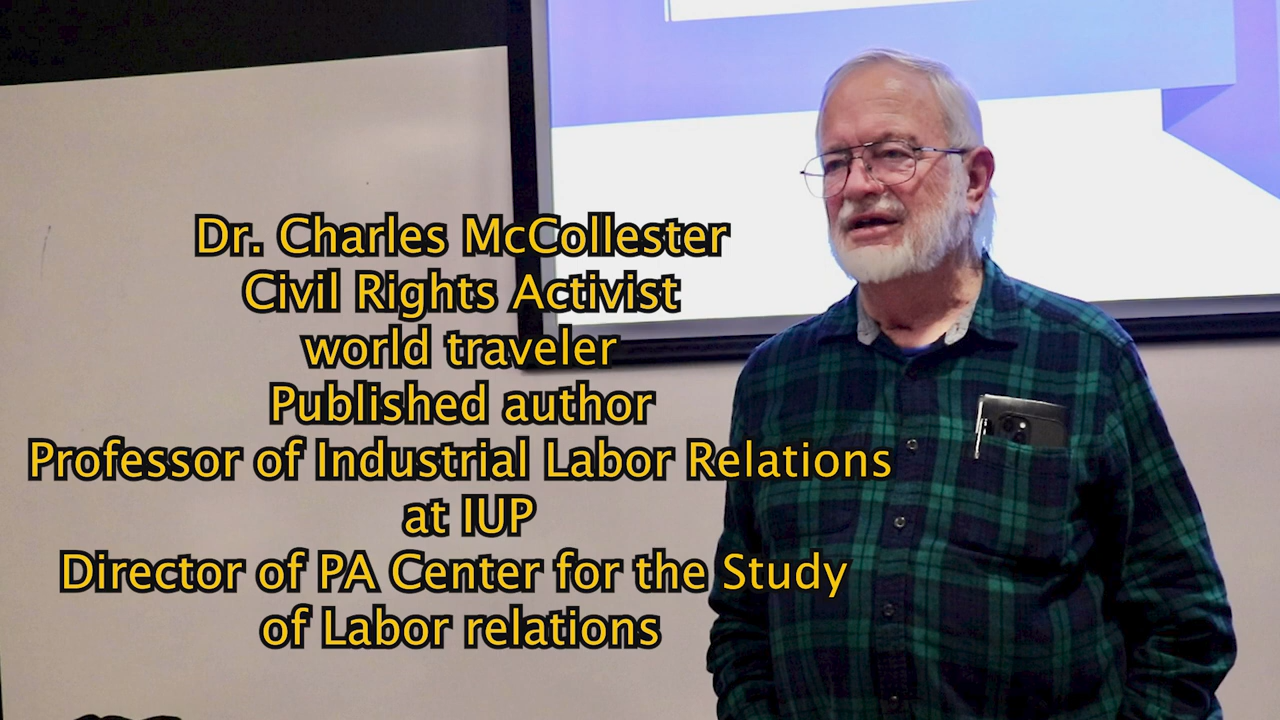 Dr. Charles McCollester
Civil Rights Activist
world traveler
Published author
Professor of Industrial Labor Relations
at IUP
Director of PA Center for the Study
of Labor relations